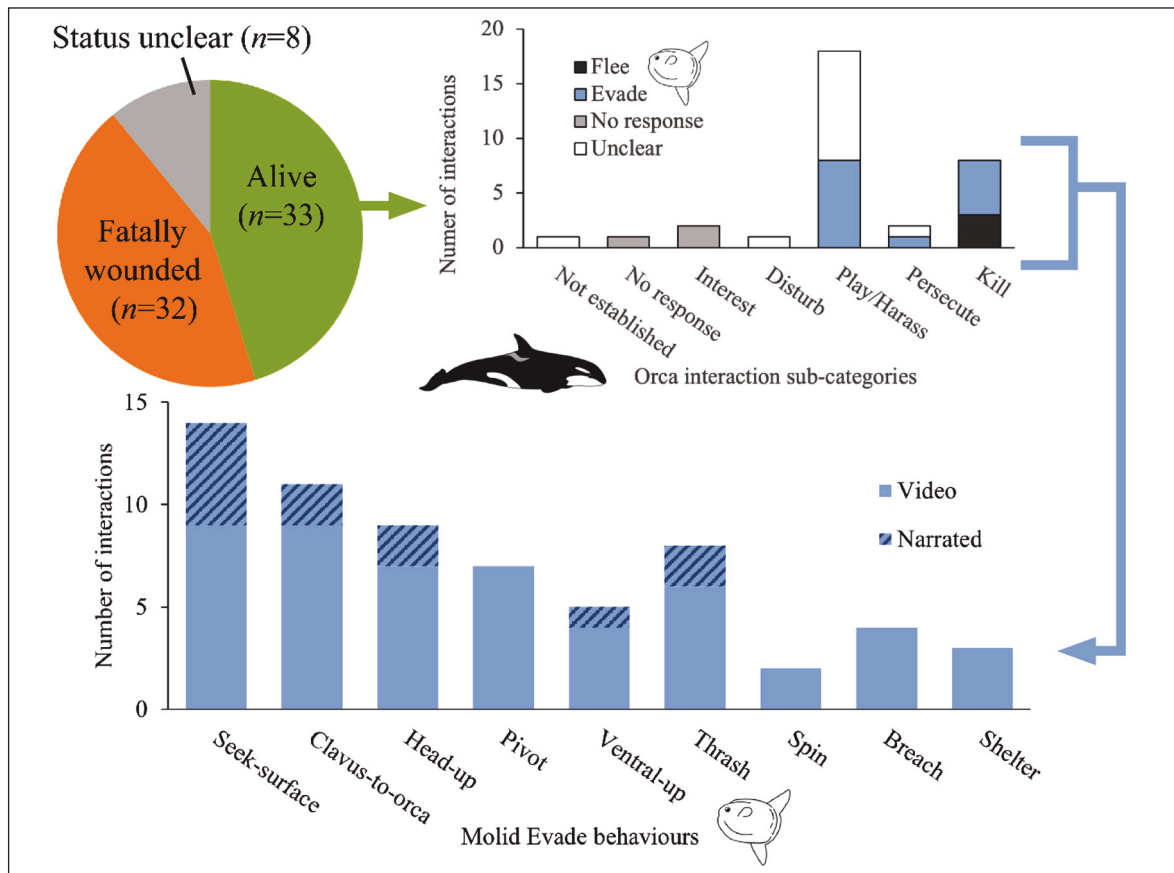 Status unclear (n=8)
Alive
(n=33)
Fatally
wounded
(n=32)
Numer of interactions
20
15
10
5
0
Flee
Evade
No response
Unclear
Not established
No response
Interest
Disturb
Play/Harass
Persecute
Kill
Orca interaction sub-categories
Number of interactions
15
10
5
0
Video
Narrated
Seek-surface
Clavus-to-orca
Head-up
Pivot
Ventral-up
Thrash
Spin
Breach
Shelter
Molid Evade behaviours